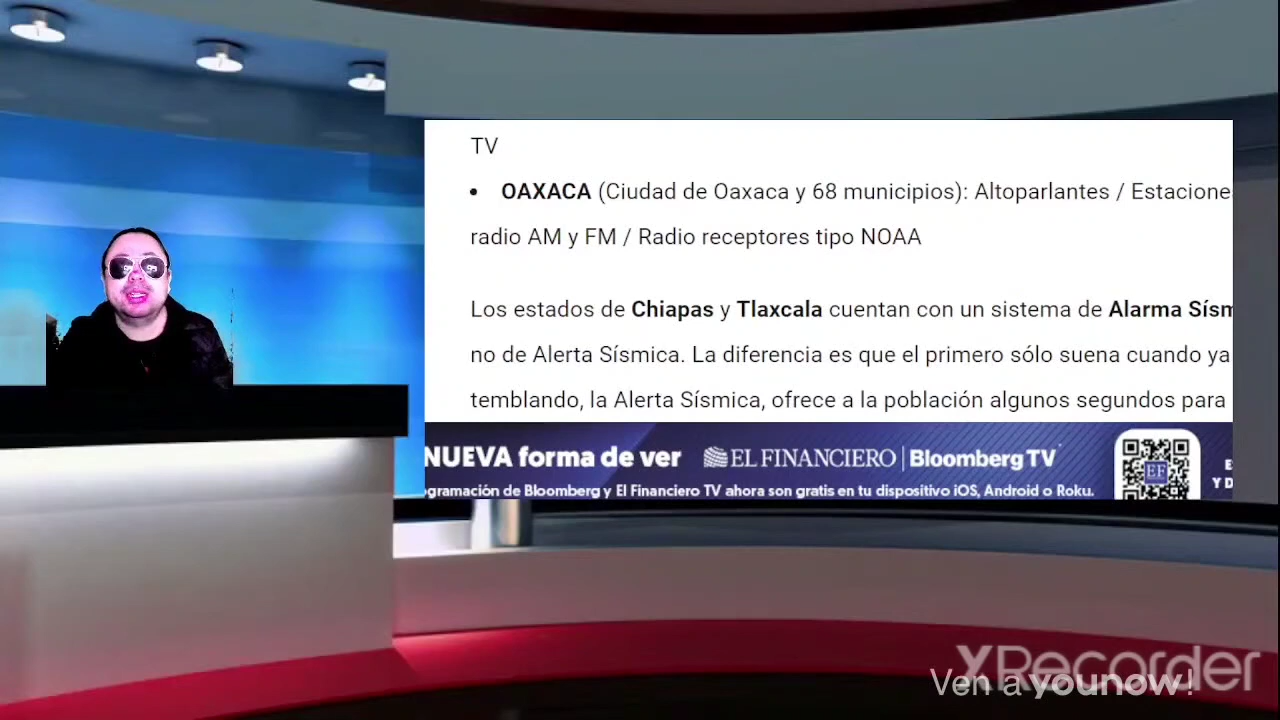 TV
• OAXACA (Ciudad de Oaxaca y 68 municipios): Altoparlantes / Estacione
radio AM y FM / Radio receptores tipo NOAA
Los estados de Chiapas y Tlaxcala cuentan con un sistema de Alarma Sísm
no de Alerta Sísmica. La diferencia es que el primero sólo suena cuando ya
temblando, la Alerta Sísmica, ofrece a la población algunos segundos para
NUEVA forma de ver EL FINANCIERO | Bloomberg TV
ogramación de Bloomberg y El Financiero TV ahora son gratis en tu dispositivo iOS, Android o Roku.
EF
E
Y D
XRecorder
Ven a younow!